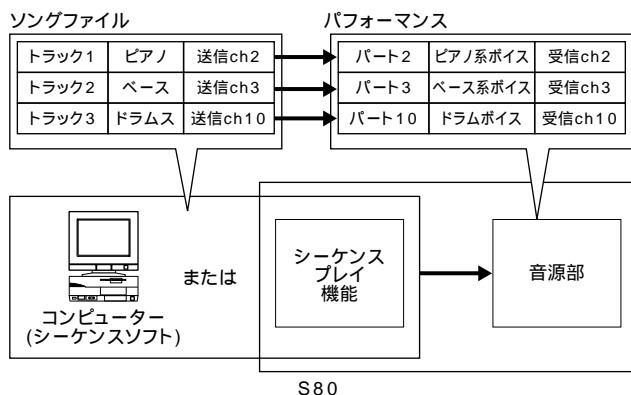 ソングファイル
トラック1 ピアノ 送信ch2
トラック2 ベース 送信ch3
トラック3 ドラムス 送信ch10
パフォーマンス
パート2 ピアノ系ボイス 受信ch2
パート3 ベース系ボイス 受信ch3
パート10 ドラムボイス 受信ch10
コンピューター
(シーケンスソフト)
または
シーケンス
プレイ
機能
音源部
S80